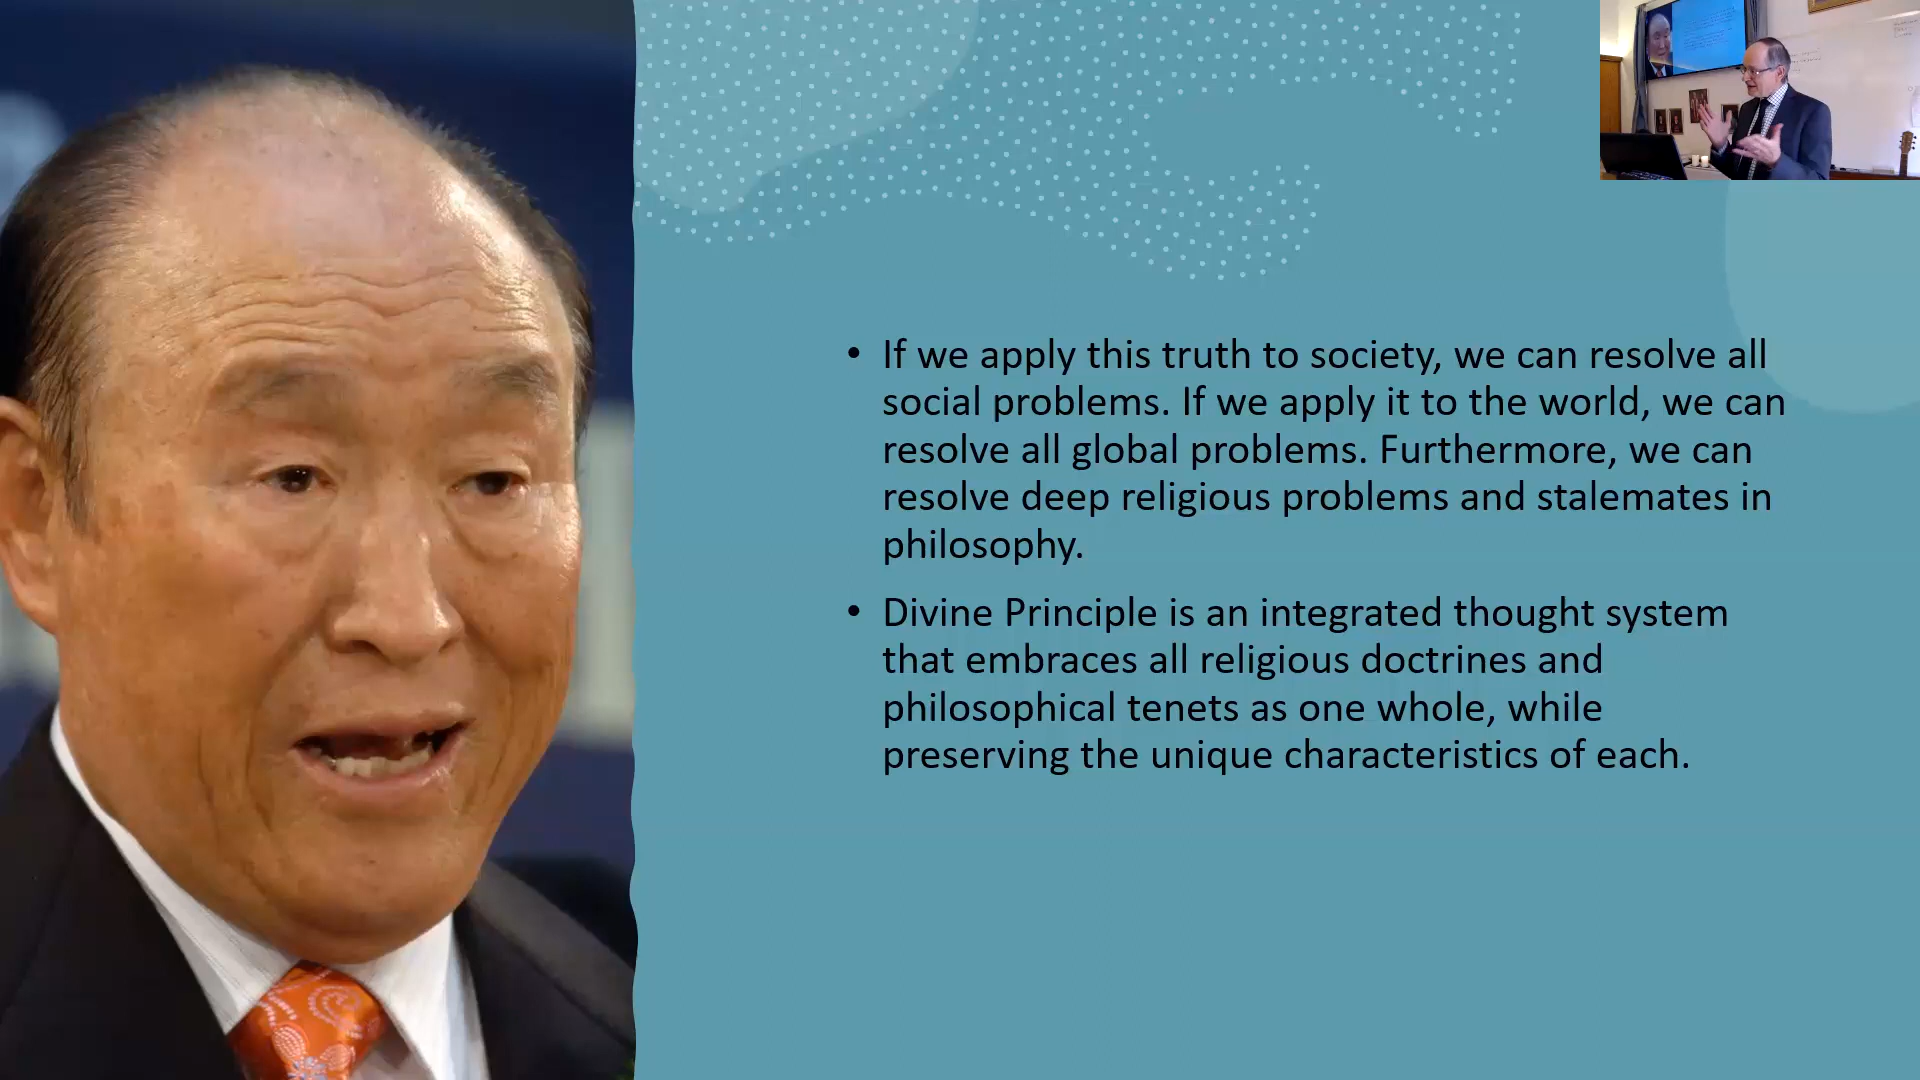 • If we apply this truth to society, we can resolve all
social problems. If we apply it to the world, we can
resolve all global problems. Furthermore, we can
resolve deep religious problems and stalemates in
philosophy.
• Divine Principle is an integrated thought system
that embraces all religious doctrines and
philosophical tenets as one whole, while
preserving the unique characteristics of each.